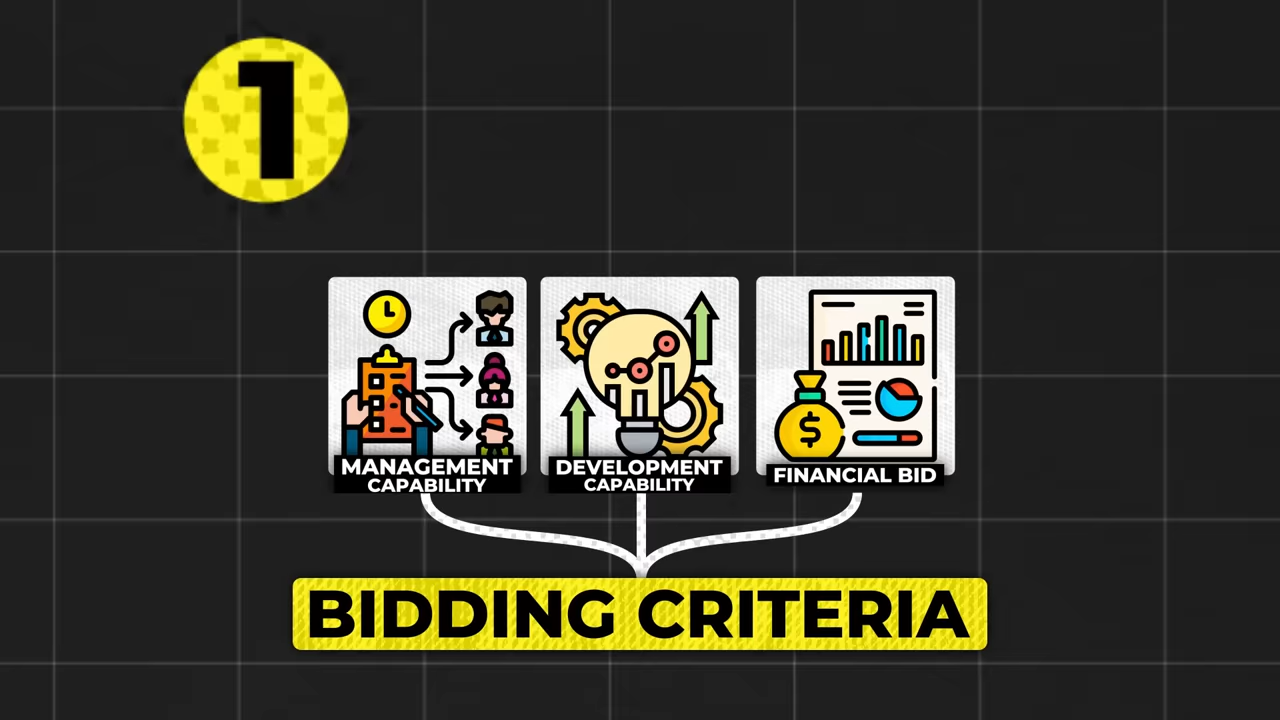 1
MANAGEMENT
CAPABILITY
DEVELOPMENT
CAPABILITY
FINANCIAL BID
$
BIDDING CRITERIA